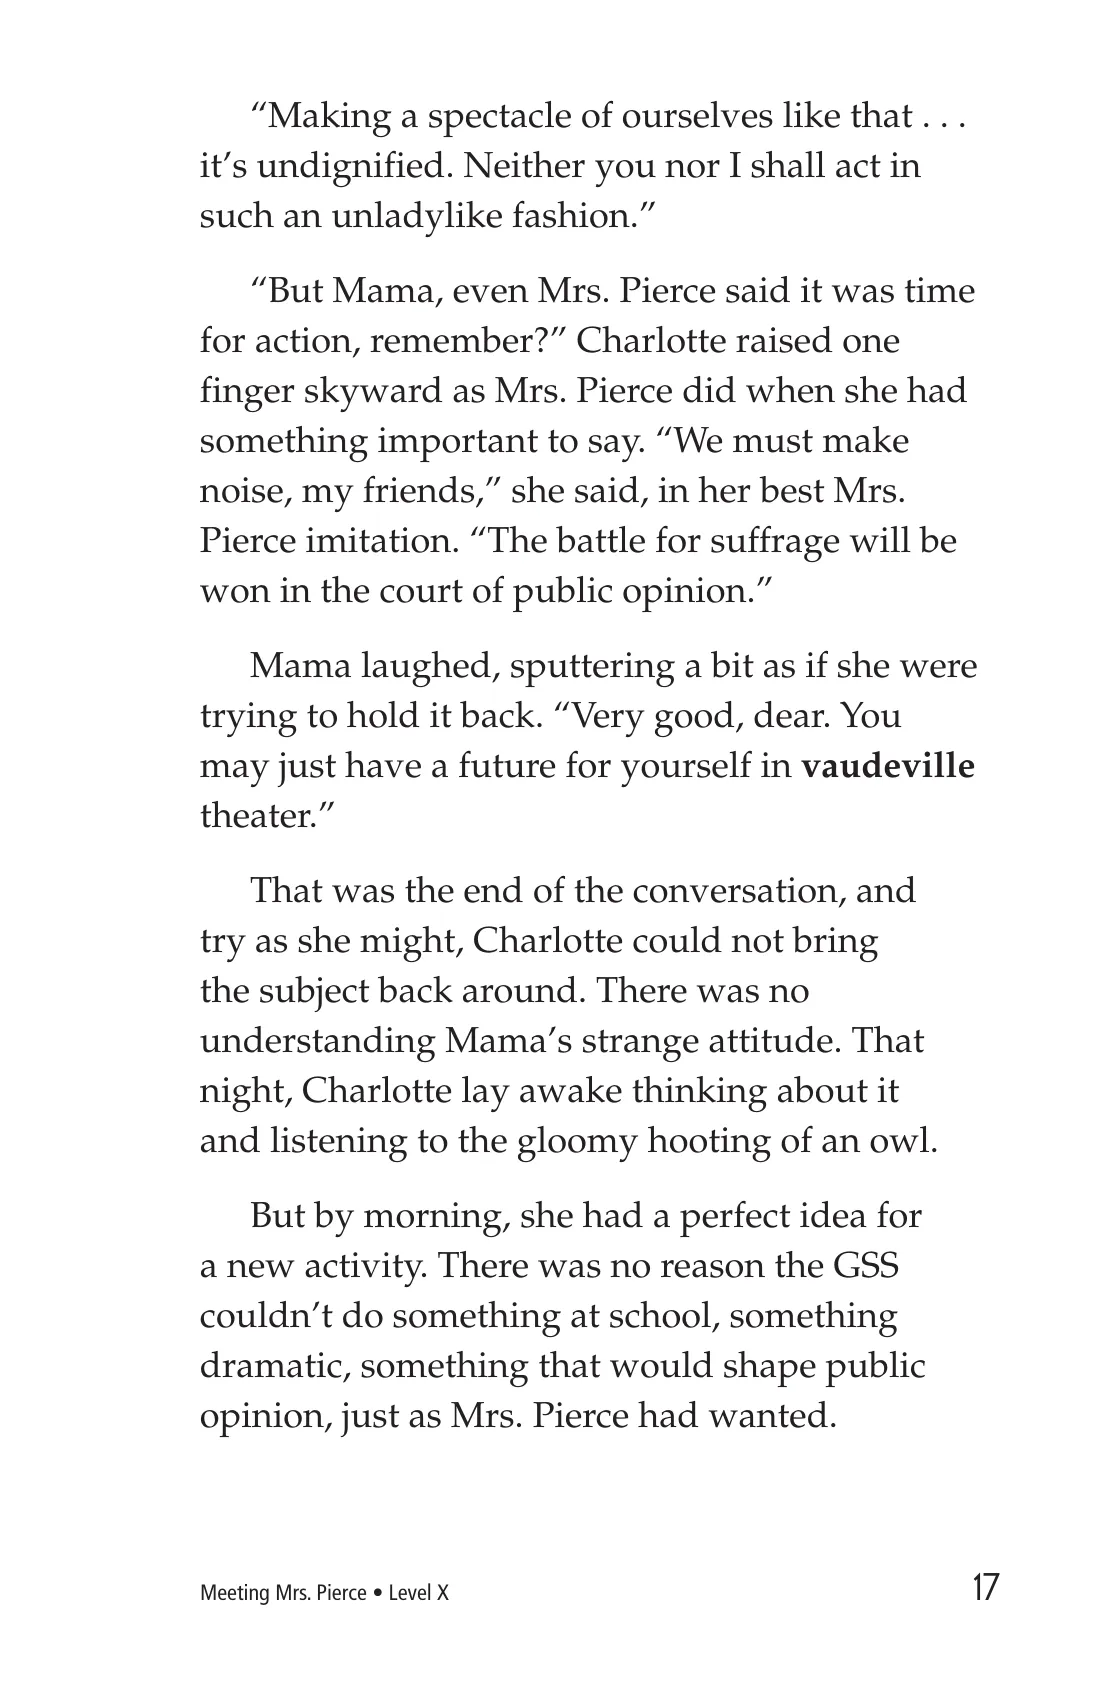 “Making a spectacle of ourselves like that . . .
it’s undignified. Neither you nor I shall act in
such an unladylike fashion.”
“But Mama, even Mrs. Pierce said it was time
for action, remember?” Charlotte raised one
finger skyward as Mrs. Pierce did when she had
something important to say. “We must make
noise, my friends,” she said, in her best Mrs.
Pierce imitation. “The battle for suffrage will be
won in the court of public opinion.”
Mama laughed, sputtering a bit as if she were
trying to hold it back. “Very good, dear. You
may just have a future for yourself in vaudeville
theater.”
That was the end of the conversation, and
try as she might, Charlotte could not bring
the subject back around. There was no
understanding Mama’s strange attitude. That
night, Charlotte lay awake thinking about it
and listening to the gloomy hooting of an owl.
But by morning, she had a perfect idea for
a new activity. There was no reason the GSS
couldn’t do something at school, something
dramatic, something that would shape public
opinion, just as Mrs. Pierce had wanted.
Meeting Mrs. Pierce • Level X
17